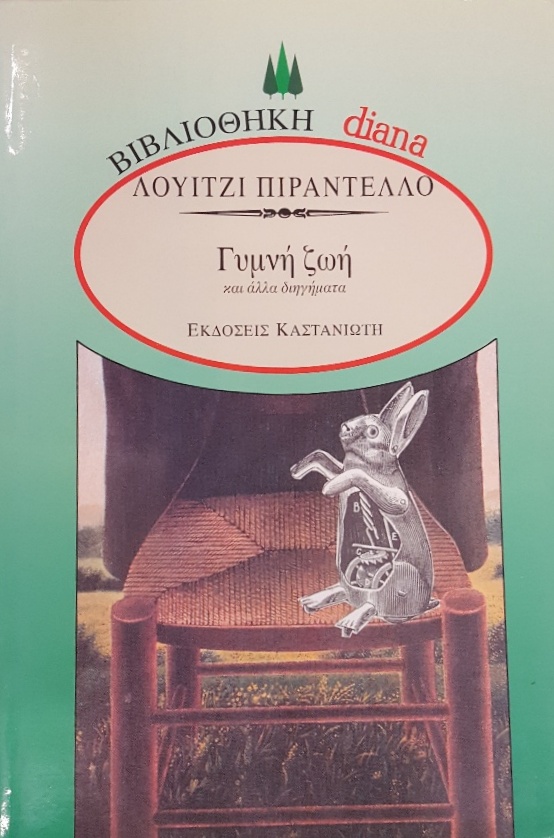 ΒΙΒΛΙΟΘΗΚΗ diana
ΛΟΥΙΤΖΙ ΠΙΡΑΝΤΕΛΛΟ
Γυμνή ζωή
και άλλα διηγήματα
ΕΚΔΟΣΕΙΣ ΚΑΣΤΑΝΙΩΤΗ
B
E
C